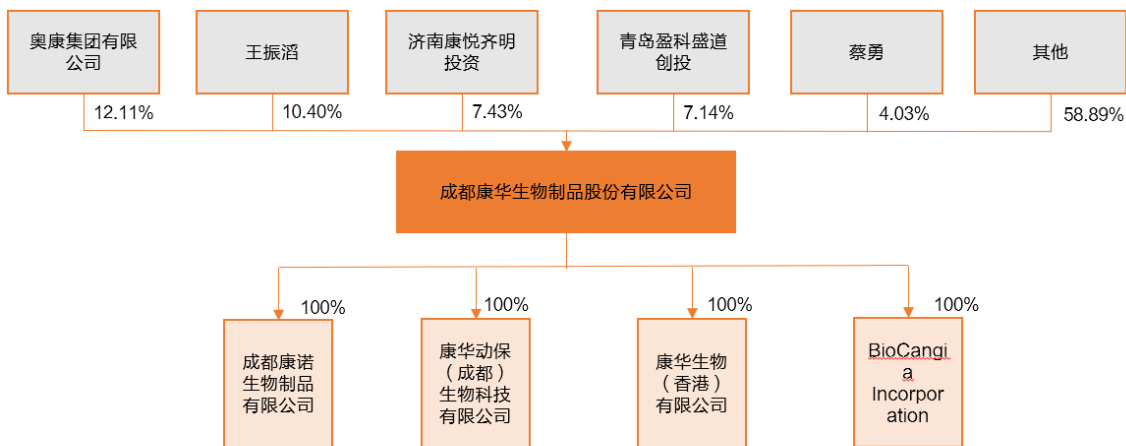 奥康集团有限
公司
王振滔
济南康悦齐明
投资
青岛盈科盛道
创投
蔡勇
其他
12.11%
10.40%
7.43%
7.14%
4.03%
58.89%
成都康华生物制品股份有限公司
100%
100%
100%
100%
成都康诺
生物制品
有限公司
康华动保
（成都）
生物科技
有限公司
康华生物
（香港）
有限公司
BioCangi
a
Incorpor
ation